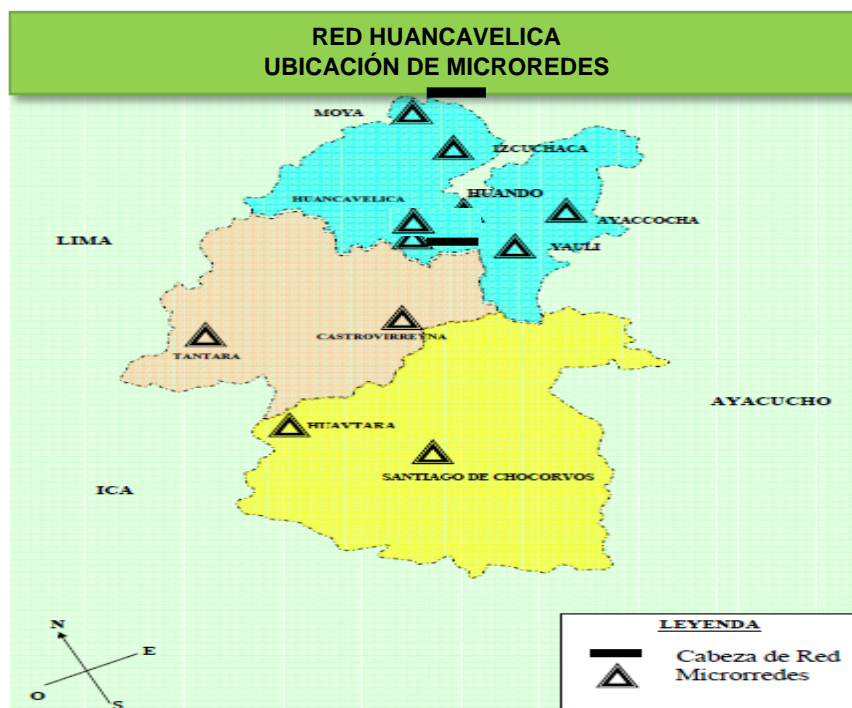 RED HUANCAVELICA
UBICACIÓN DE MICROREDES
MOYA
IZCUCHACA
HUANDO
HUANCAVELICA
AYACCOCHA
LIMA
YAULI
CASTROVIRREYNA
TANTARA
AYACUCHO
HUAYTARA
SANTIAGO DE CHOCORVOS
ICA
N
E
O
S
LEYENDA
Cabeza de Red
Microrredes